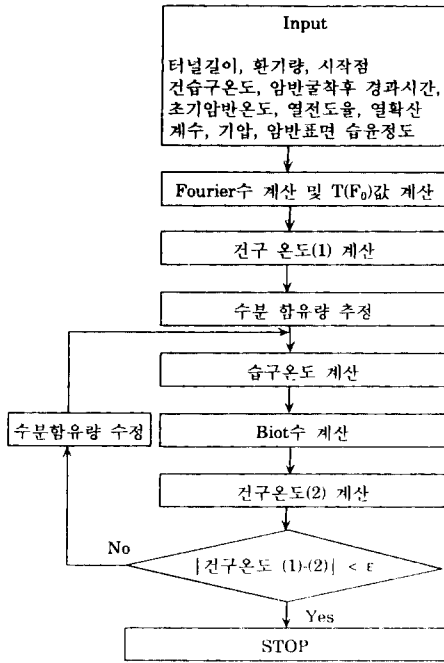 Input
터널길이, 환기량, 시작점
건습구온도, 암반굴착후 경과시간,
초기암반온도, 열전도율, 열확산
계수, 기압, 암반표면 습윤정도
Fourier수 계산 및 T(F₀)값 계산
건구 온도(1) 계산
수분 함유량 추정
습구온도 계산
수분함유량 수정
Biot수 계산
건구온도(2) 계산
No
|건구온도 (1)-(2)| < ε
Yes
STOP